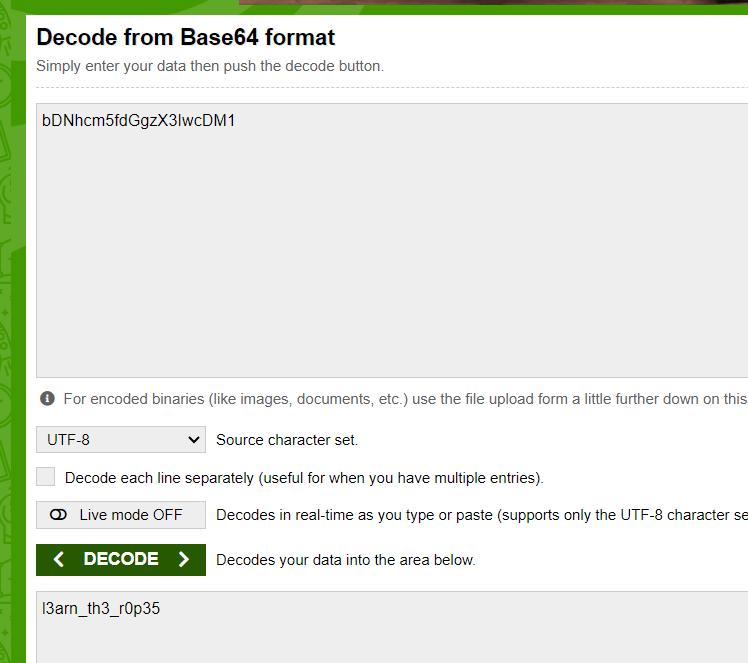 Decode from Base64 format
Simply enter your data then push the decode button.
bDNhcm5fdGgzX3IwcDM1
For encoded binaries (like images, documents, etc.) use the file upload form a little further down on this
UTF-8 Source character set.
Decode each line separately (useful for when you have multiple entries).
Live mode OFF Decodes in real-time as you type or paste (supports only the UTF-8 character se
DECODE Decodes your data into the area below.
l3arn_th3_r0p35